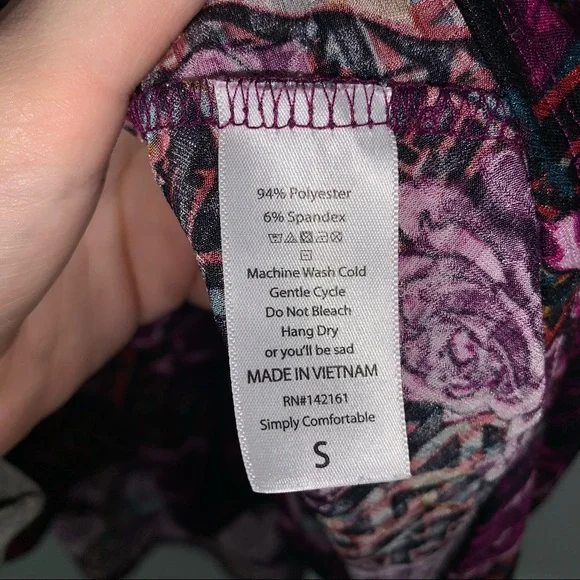 94% Polyester
6% Spandex
Machine Wash Cold
Gentle Cycle
Do Not Bleach
Hang Dry
or you'll be sad
MADE IN VIETNAM
RN#142161
Simply Comfortable
S